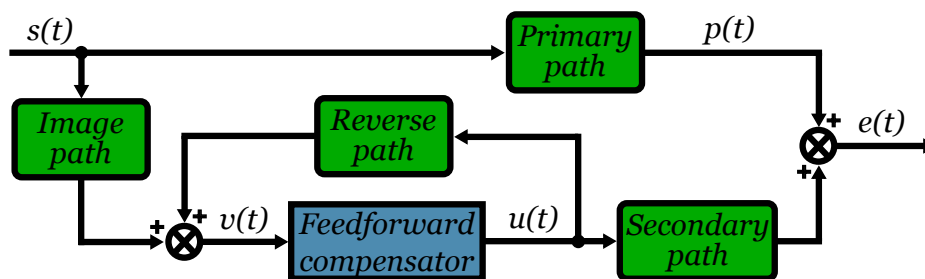 s(t)
Primary
path
p(t)
Image
path
Reverse
path
+
e(t)
+
+
+
v(t)
Feedforward
compensator
u(t)
Secondary
path